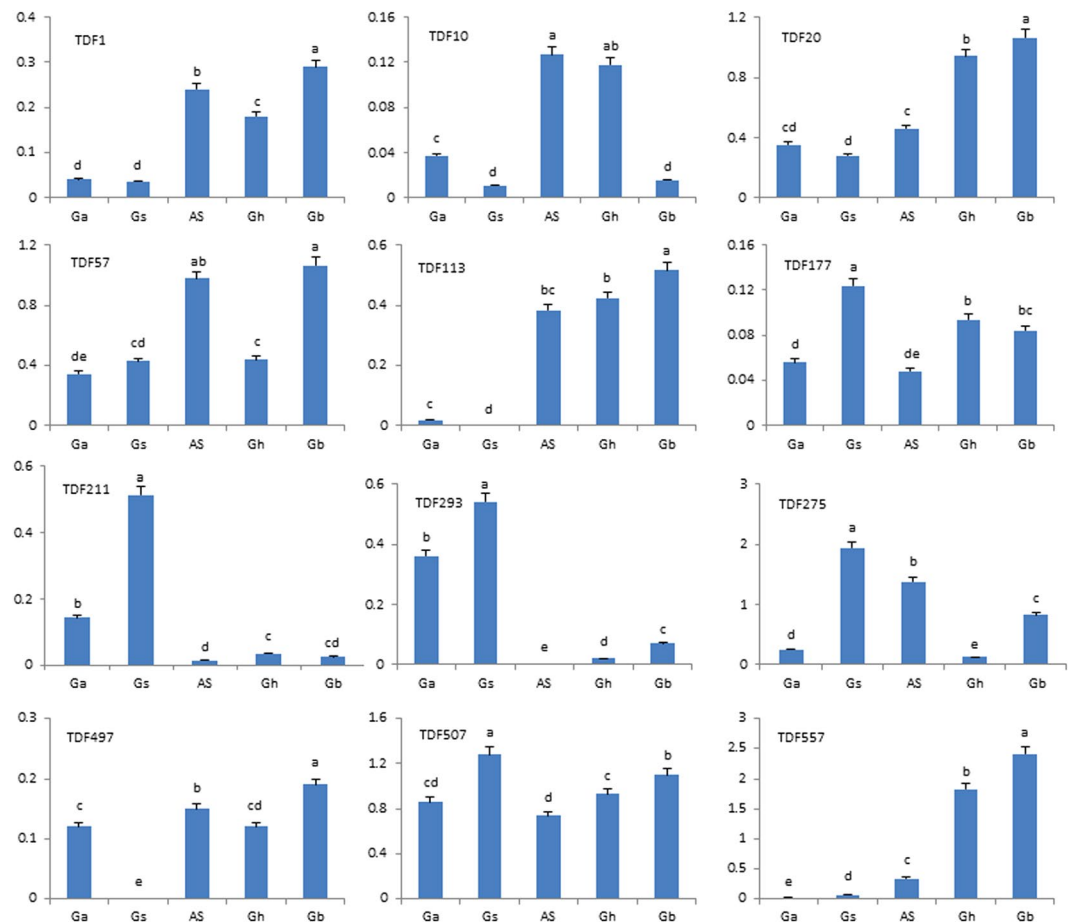 TDF1
0.4
0.3
0.2
0.1
0
d
d
b
c
a
Ga Gs AS Gh Gb
TDF10
0.16
0.12
0.08
0.04
0
c
d
a
ab
d
Ga Gs AS Gh Gb
TDF20
1.2
0.8
0.4
0
cd
d
c
b
a
Ga Gs AS Gh Gb
TDF57
1.2
0.8
0.4
0
de
cd
ab
c
a
Ga Gs AS Gh Gb
TDF113
0.6
0.4
0.2
0
c
d
bc
b
a
Ga Gs AS Gh Gb
TDF177
0.16
0.12
0.08
0.04
0
d
a
de
b
bc
Ga Gs AS Gh Gb
TDF211
0.6
0.4
0.2
0
b
a
d
c
cd
Ga Gs AS Gh Gb
TDF293
0.6
0.4
0.2
0
b
a
e
d
c
Ga Gs AS Gh Gb
TDF275
3
2
1
0
d
a
b
e
c
Ga Gs AS Gh Gb
TDF497
0.3
0.2
0.1
0
c
e
b
cd
a
Ga Gs AS Gh Gb
TDF507
1.6
1.2
0.8
0.4
0
cd
a
d
c
b
Ga Gs AS Gh Gb
TDF557
3
2.5
2
1.5
1
0.5
0
e
d
c
b
a
Ga Gs AS Gh Gb